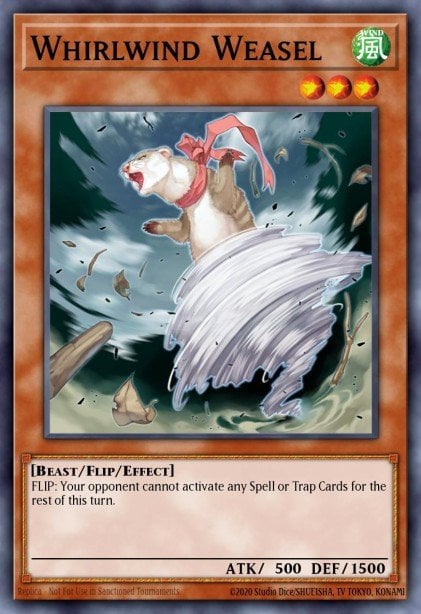 Whirlwind Weasel
WIND
風
[Beast/Flip/Effect]
FLIP: Your opponent cannot activate any Spell or Trap Cards for the
rest of this turn.
ATK/ 500 DEF/1500
Replica - Not For Use in Sanctioned Tournaments
©2020 Studio Dice/SHUEISHA, TV TOKYO, KONAMI